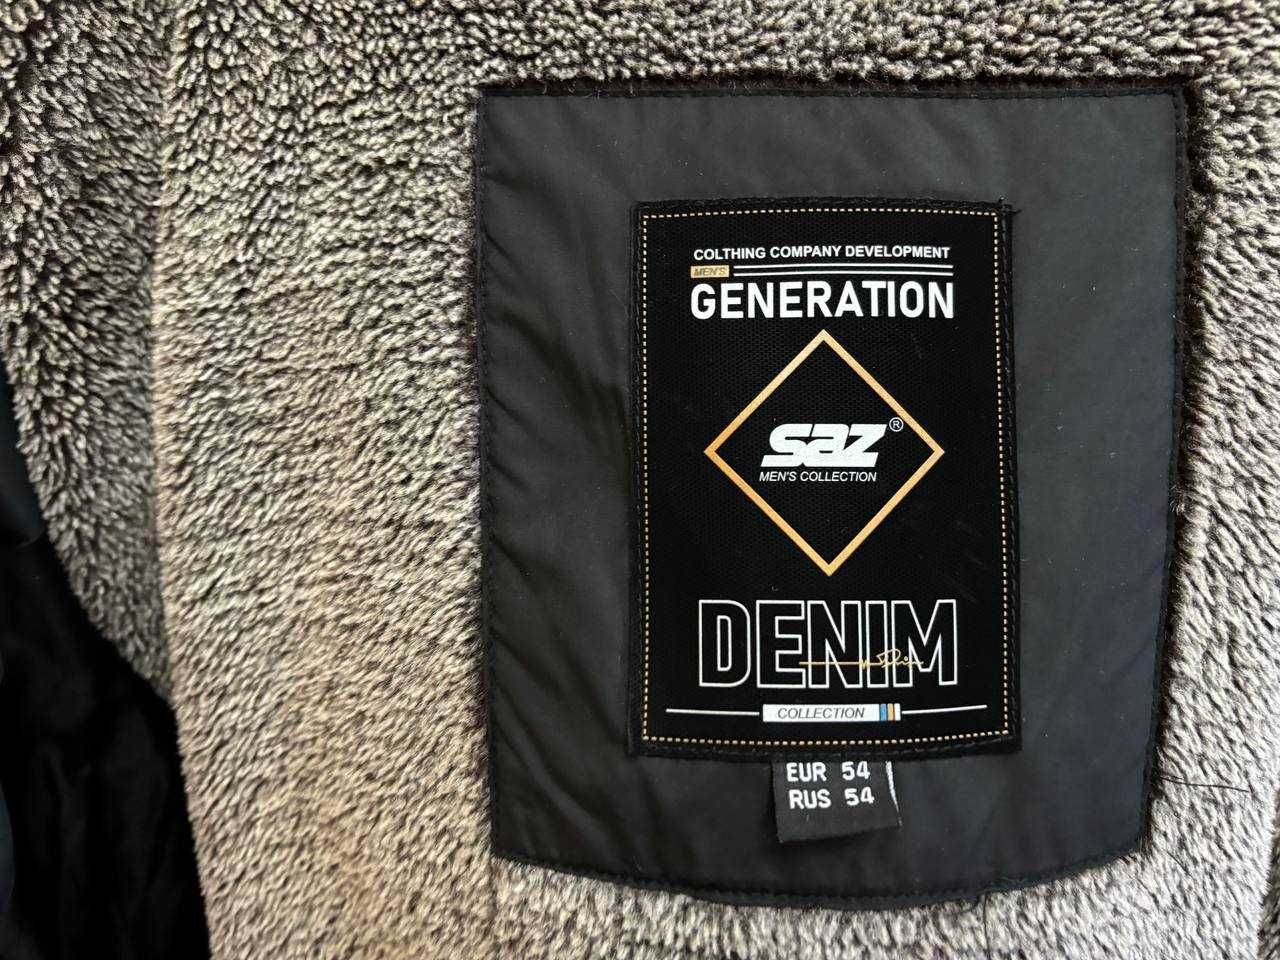 COLTHING COMPANY DEVELOPMENT
MEN'S
GENERATION
saz®
MEN'S COLLECTION
DENIM
COLLECTION
EUR 54
RUS 54